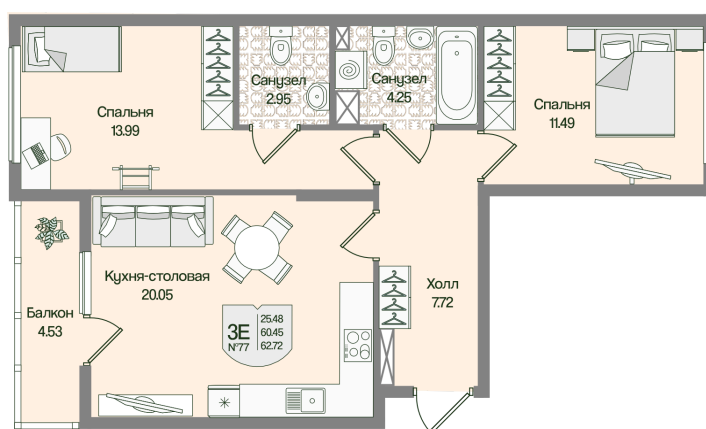 Спальня
13.99
Санузел
2.95
Санузел
4.25
Спальня
11.49
Кухня-столовая
20.05
Холл
7.72
Балкон
4.53
3Е
№77
25.48
60.45
62.72